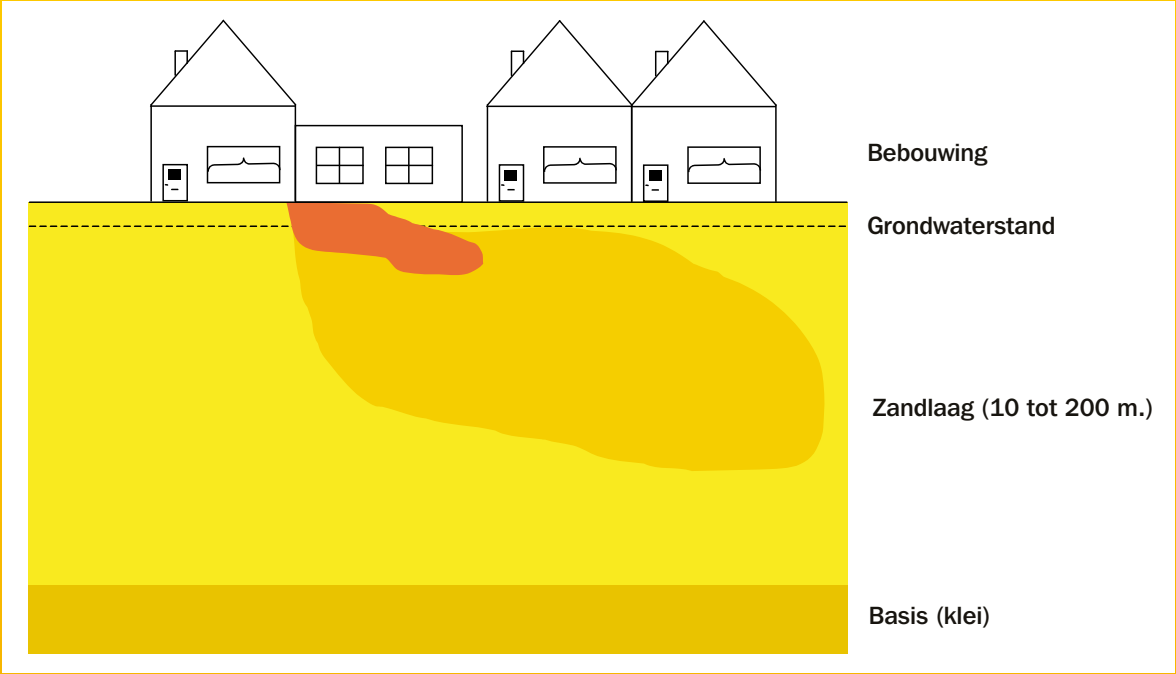 Bebouwing
Grondwaterstand
Zandlaag (10 tot 200 m.)
Basis (klei)